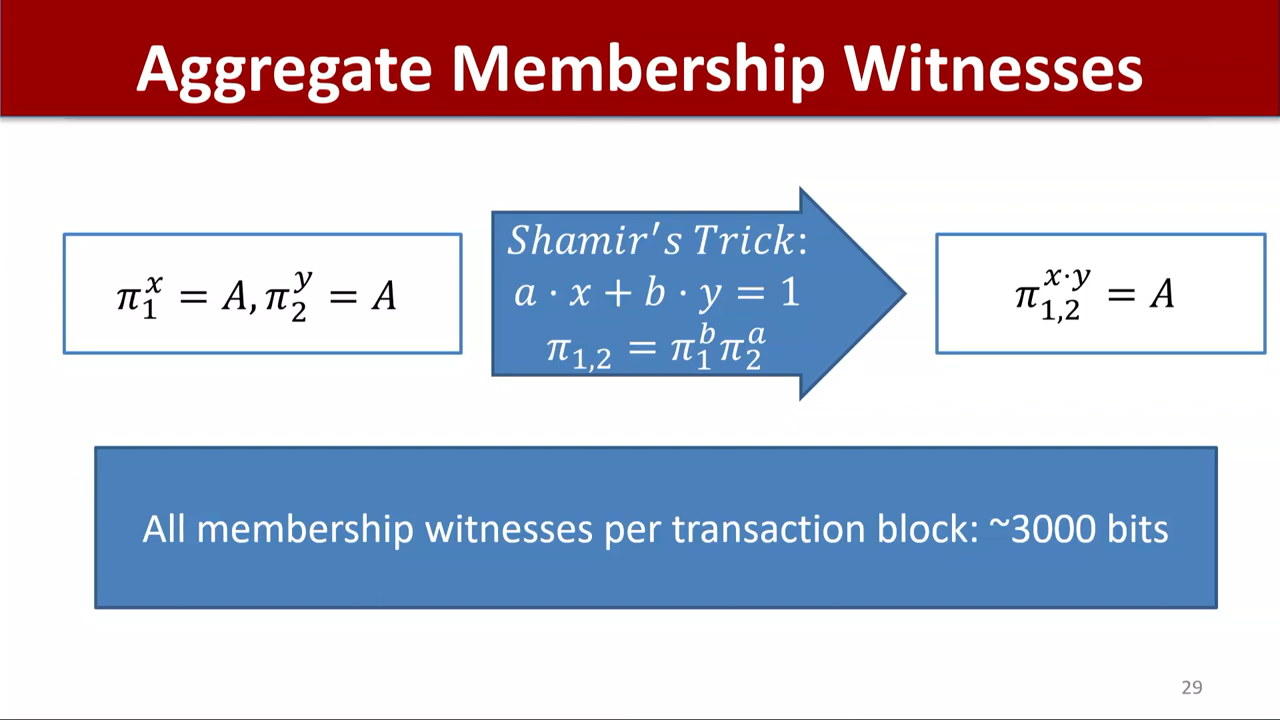 Aggregate Membership Witnesses
π₁ˣ = A, π₂ʸ = A
Shamir′s Trick:
a · x + b · y = 1
π₁,₂ = π₁ᵇπ₂ᵃ
π₁,₂ˣ·ʸ = A
All membership witnesses per transaction block: ~3000 bits
29